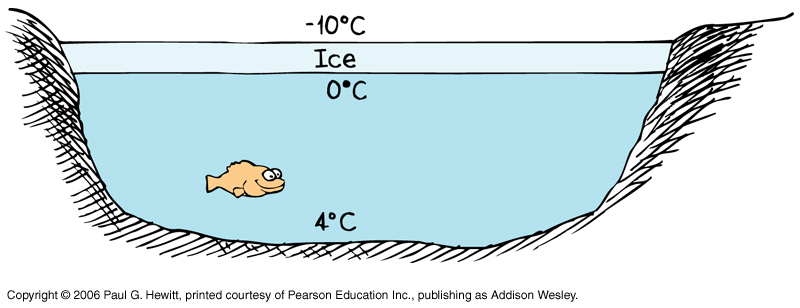 -10°C
Ice
0°C
4°C
Copyright © 2006 Paul G. Hewitt, printed courtesy of Pearson Education Inc., publishing as Addison Wesley.